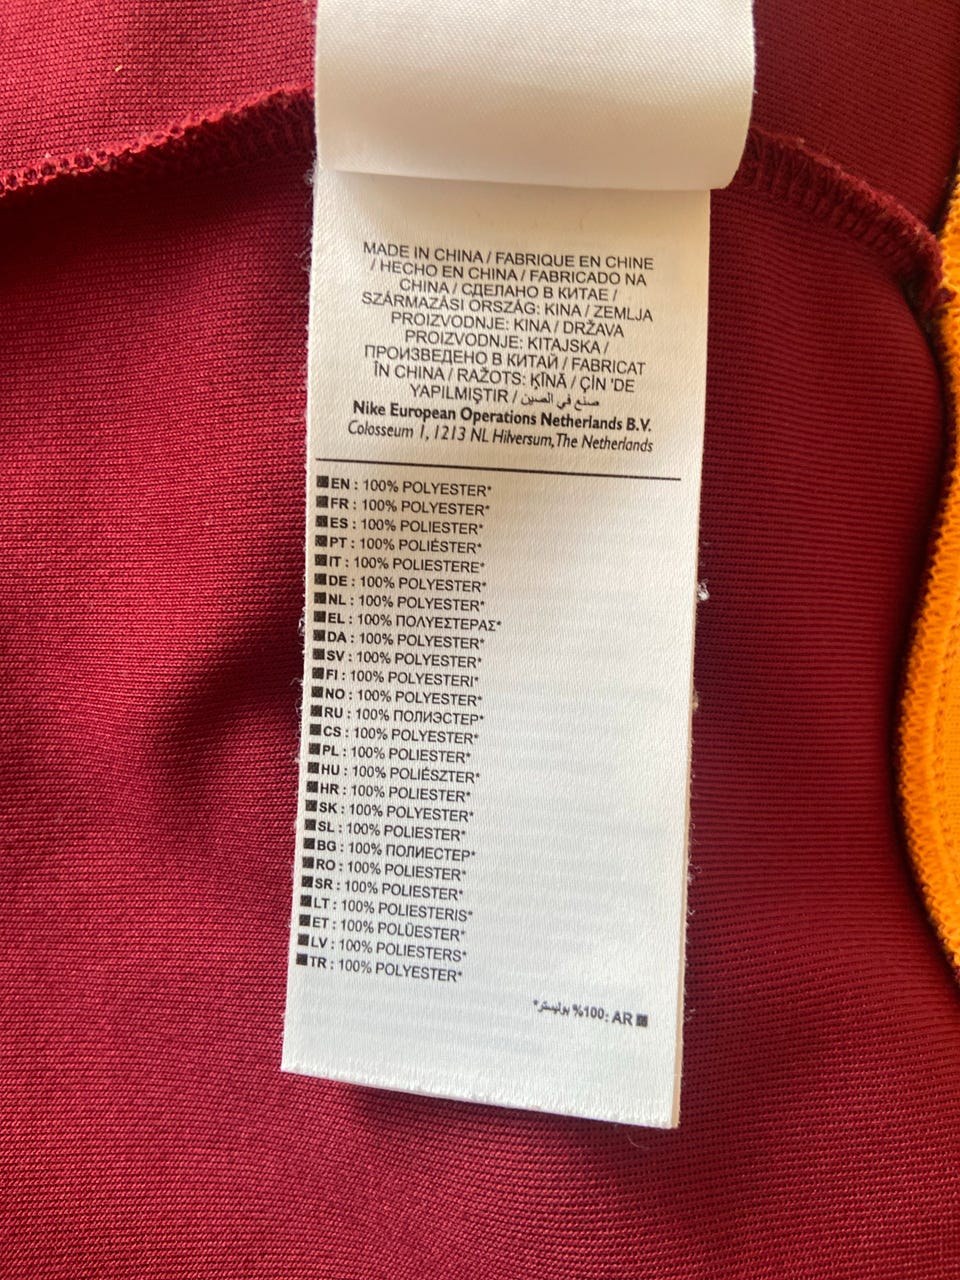 MADE IN CHINA / FABRIQUE EN CHINE
/ HECHO EN CHINA / FABRICADO NA
CHINA / СДЕЛАНО В КИТАЕ /
SZÁRMAZÁSI ORSZÁG: KINA / ZEMLJA
PROIZVODNJE: KINA / DRŽAVA
PROIZVODNJE: KITAJSKA /
ПРОИЗВЕДЕНО В КИТАЙ / FABRICAT
ÎN CHINA / RAŽOTS: ĶĪNĀ / ÇİN 'DE
YAPILMIŞTIR / صنع في الصين
Nike European Operations Netherlands B.V.
Colosseum 1, 1213 NL Hilversum, The Netherlands
EN : 100% POLYESTER*
FR : 100% POLYESTER*
ES : 100% POLIESTER*
PT : 100% POLIÉSTER*
IT : 100% POLIESTERE*
DE : 100% POLYESTER*
NL : 100% POLYESTER*
EL : 100% ΠΟΛΥΕΣΤΕΡΑΣ*
DA : 100% POLYESTER*
SV : 100% POLYESTER*
FI : 100% POLYESTERI*
NO : 100% POLYESTER*
RU : 100% ПОЛИЭСТЕР*
CS : 100% POLYESTER*
PL : 100% POLIESTER*
HU : 100% POLIÉSZTER*
HR : 100% POLIESTER*
SK : 100% POLYESTER*
SL : 100% POLIESTER*
BG : 100% ПОЛИЕСТЕР*
RO : 100% POLIESTER*
SR : 100% POLIESTER*
LT : 100% POLIESTERIS*
ET : 100% POLÜESTER*
LV : 100% POLIESTERS*
TR : 100% POLYESTER*
AR :100% بوليستر*